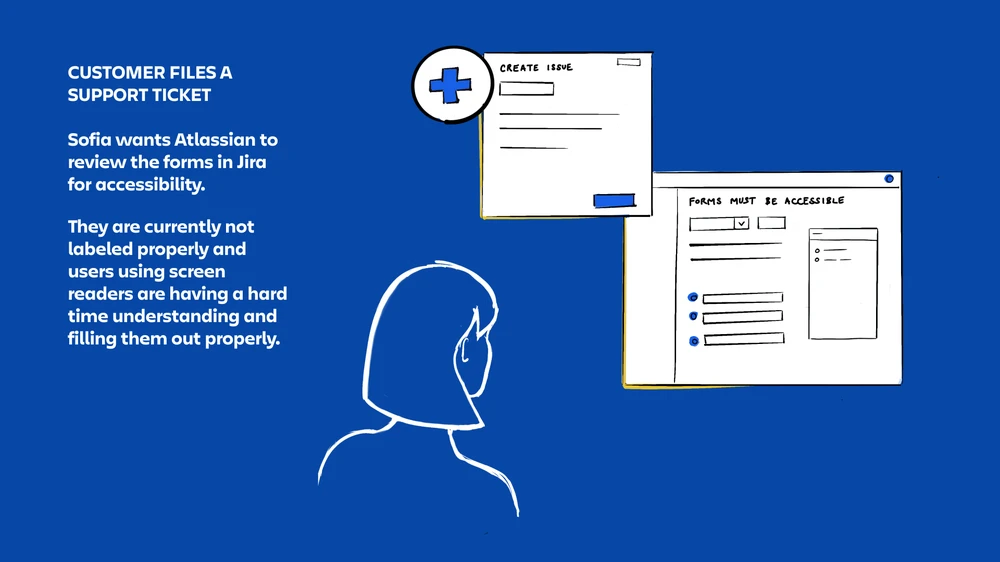 CUSTOMER FILES A
SUPPORT TICKET
Sofia wants Atlassian to
review the forms in Jira
for accessibility.
They are currently not
labeled properly and
users using screen
readers are having a hard
time understanding and
filling them out properly.
CREATE ISSUE
FORMS MUST BE ACCESSIBLE